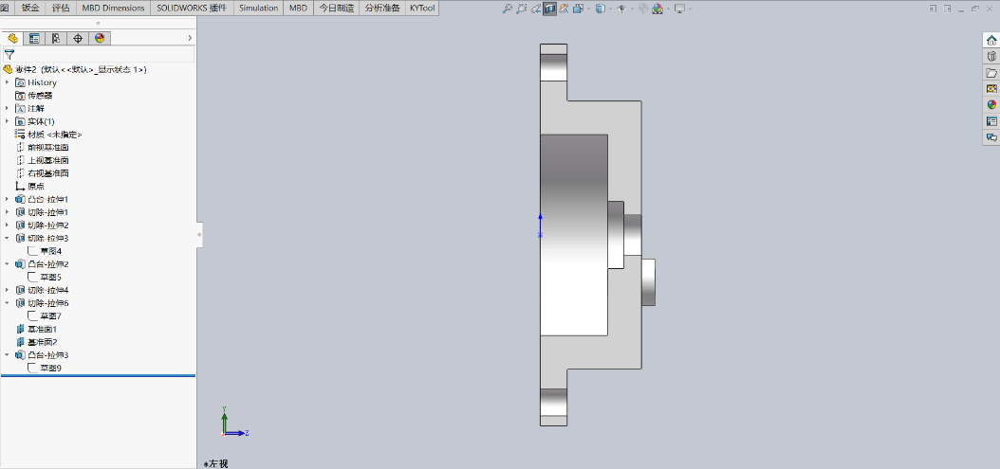 图 钣金 评估 MBD Dimensions SOLIDWORKS 插件 Simulation MBD 今日制造 分析准备 KYTool
零件2 (默认<<默认>_显示状态 1>)
History
传感器
注解
实体(1)
材质 <未指定>
前视基准面
上视基准面
右视基准面
原点
凸台-拉伸1
切除-拉伸1
切除-拉伸2
切除-拉伸3
草图4
凸台-拉伸2
草图5
切除-拉伸4
切除-拉伸6
草图7
基准面1
基准面2
凸台-拉伸3
草图9
Y
Z
*左视